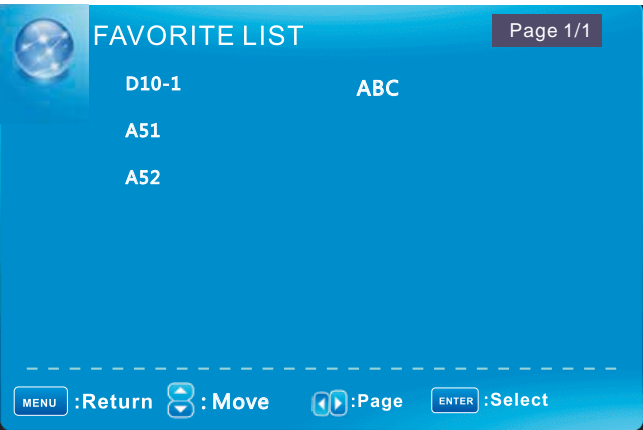 FAVORITE LIST Page 1/1
D10-1 ABC
A51
A52
MENU :Return : Move :Page ENTER :Select